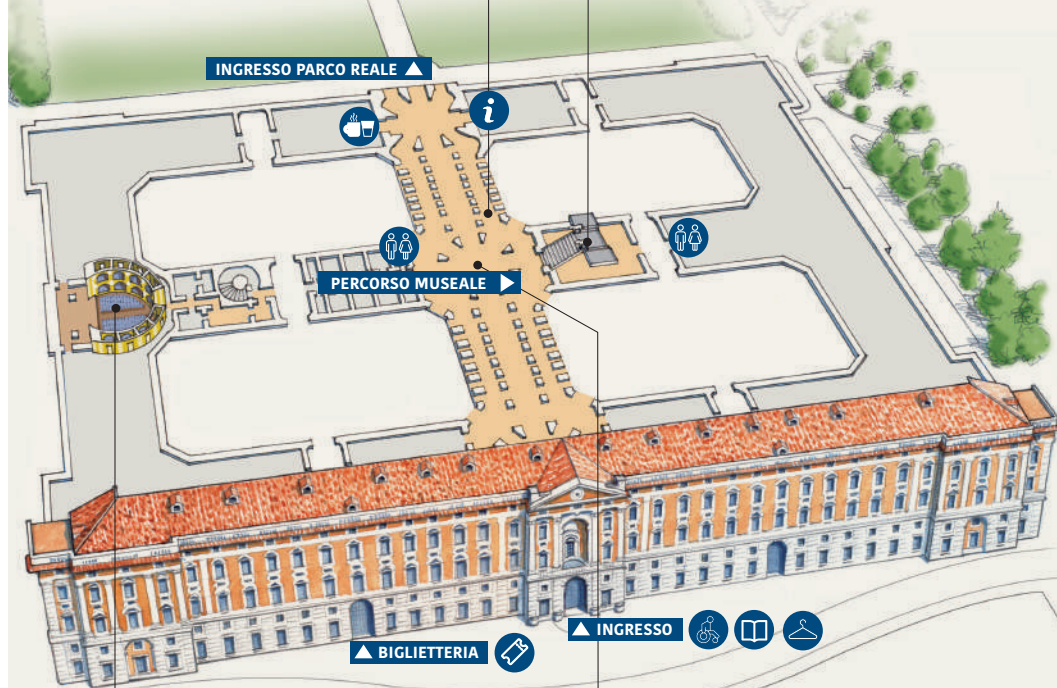 INGRESSO PARCO REALE
i
PERCORSO MUSEALE
INGRESSO
BIGLIETTERIA